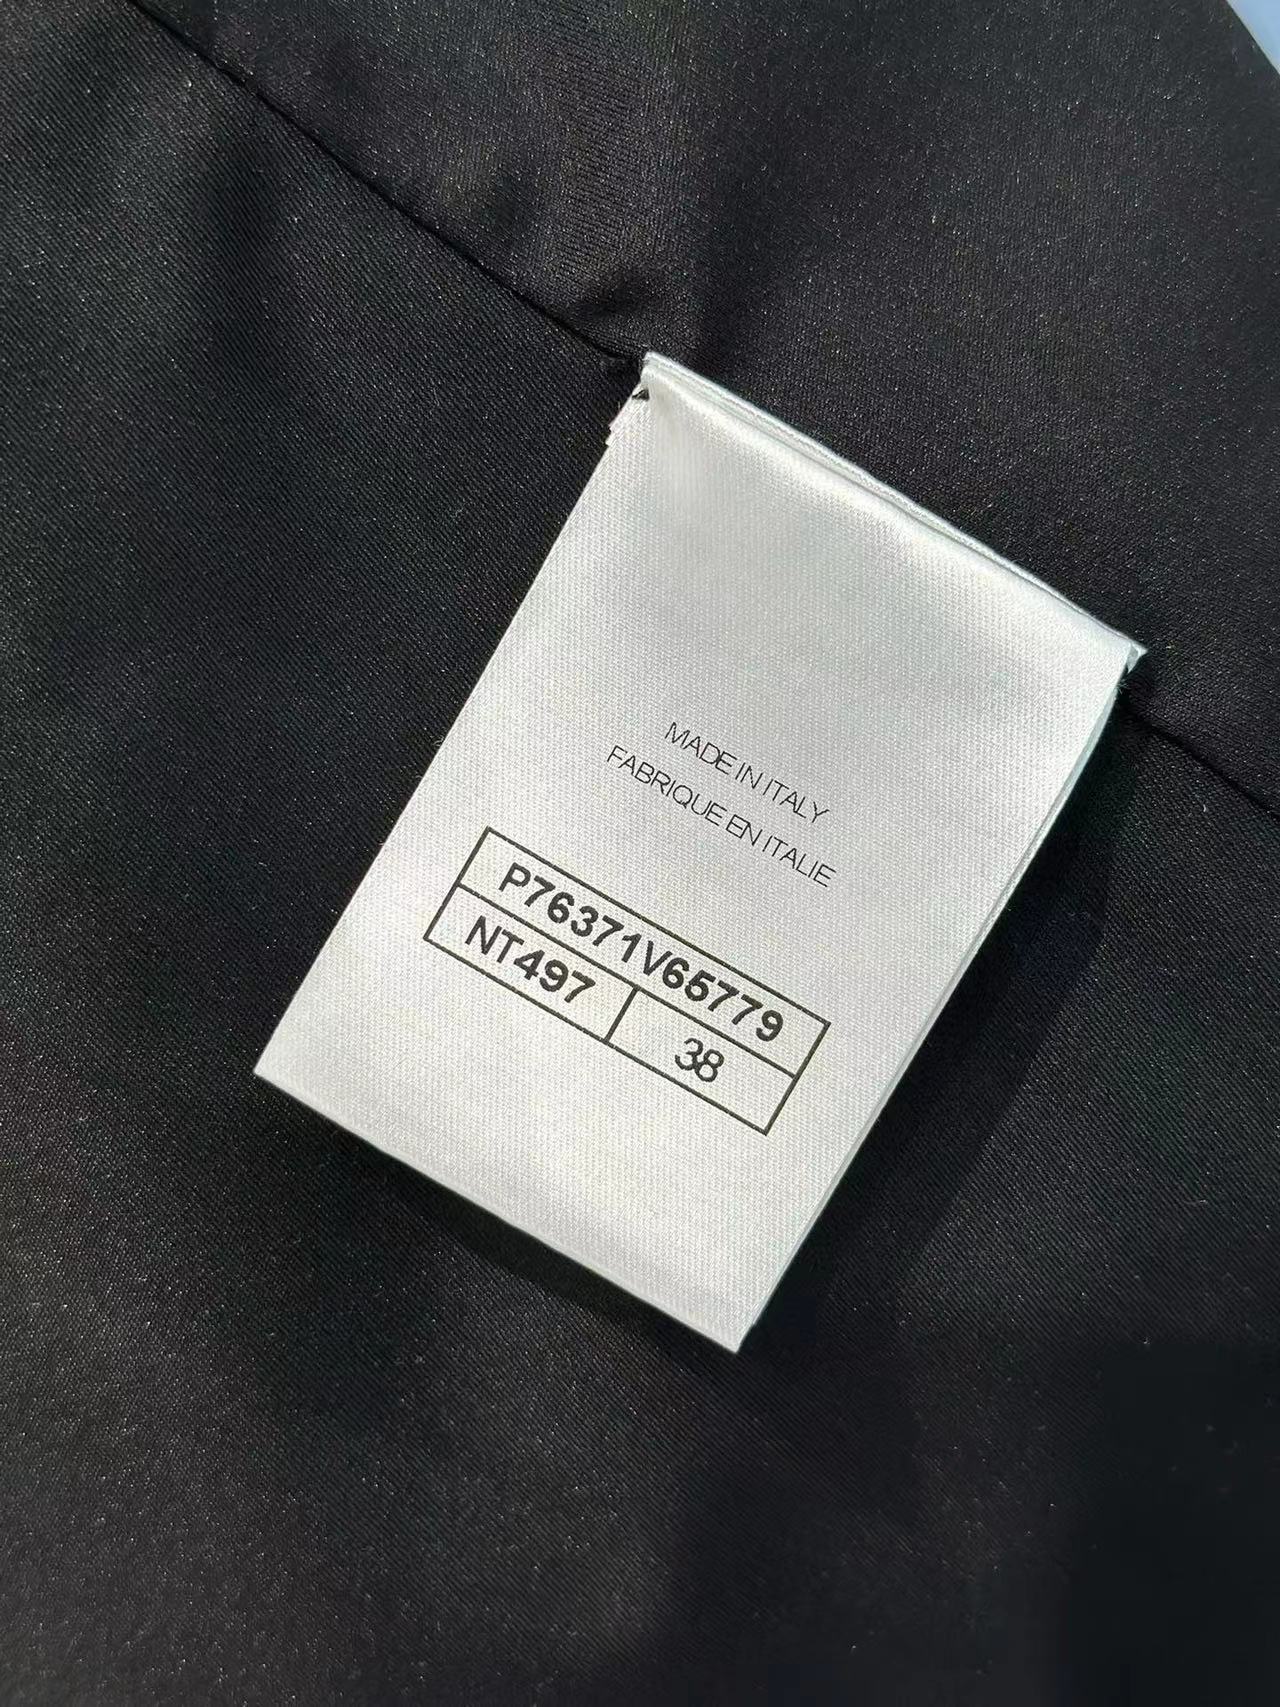 MADE IN ITALY
FABRIQUE EN ITALIE
P76371V65779
NT497 38